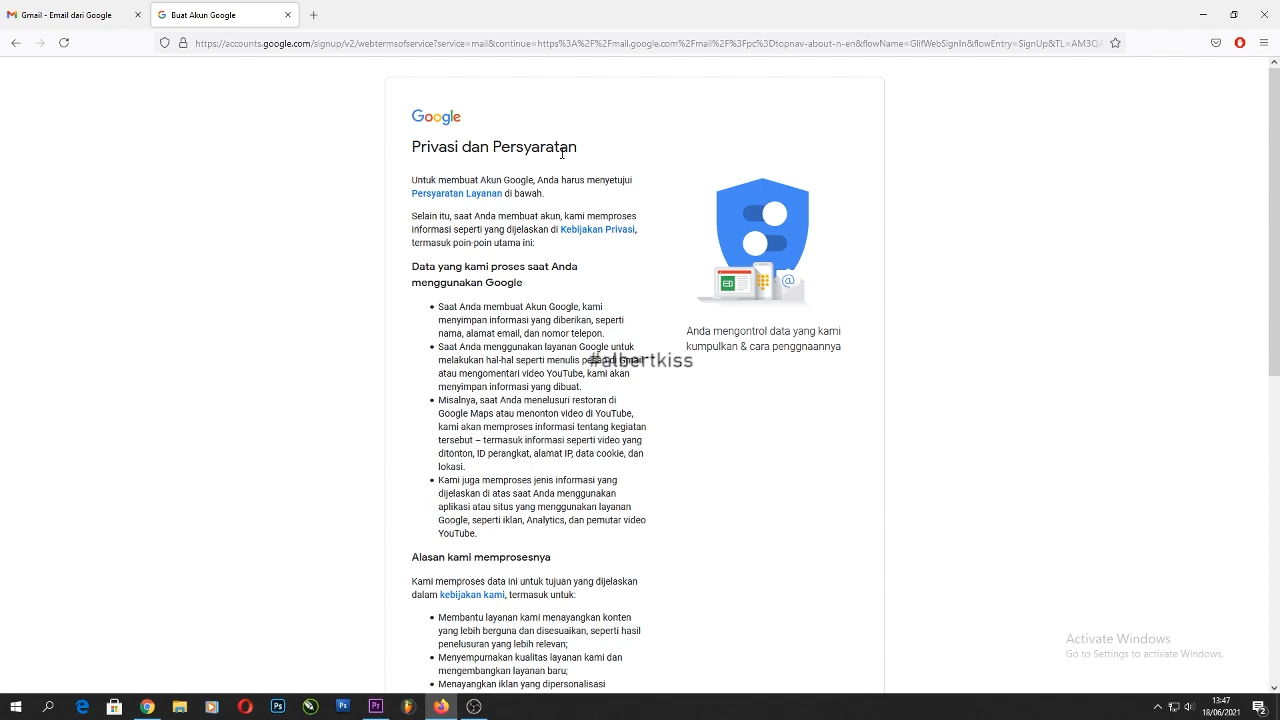 Gmail - Email dari Google
Buat Akun Google
https://accounts.google.com/signup/v2/webtermsofservice?service=mail&continue=https%3A%2F%2Fmail.google.com%2Fmail%2F%3Fpc%3Dtopnav-about-n-en&flowName=GlifWebSignIn&flowEntry=SignUp&TL=AM3QA
Google
Privasi dan Persyaratan
Untuk membuat Akun Google, Anda harus menyetujui
Persyaratan Layanan di bawah.
Selain itu, saat Anda membuat akun, kami memproses
informasi seperti yang dijelaskan di Kebijakan Privasi,
termasuk poin-poin utama ini:
Data yang kami proses saat Anda
menggunakan Google
Saat Anda membuat Akun Google, kami
menyimpan informasi yang diberikan, seperti
nama, alamat email, dan nomor telepon.
Saat Anda menggunakan layanan Google untuk
melakukan hal-hal seperti menulis pesan di Gmail
atau mengomentari video YouTube, kami akan
menyimpan informasi yang dibuat.
Misalnya, saat Anda menelusuri restoran di
Google Maps atau menonton video di YouTube,
kami akan memproses informasi tentang kegiatan
tersebut – termasuk informasi seperti video yang
ditonton, ID perangkat, alamat IP, data cookie, dan
lokasi.
Kami juga memproses jenis informasi yang
dijelaskan di atas saat Anda menggunakan
aplikasi atau situs yang menggunakan layanan
Google, seperti iklan, Analytics, dan pemutar video
YouTube.
Alasan kami memprosesnya
Kami memproses data ini untuk tujuan yang dijelaskan
dalam kebijakan kami, termasuk untuk:
Membantu layanan kami menayangkan konten
yang lebih berguna dan disesuaikan, seperti hasil
penelusuran yang lebih relevan;
Menyempurnakan kualitas layanan kami dan
mengembangkan layanan baru;
Menayangkan iklan yang dipersonalisasi
@
Anda mengontrol data yang kami
kumpulkan & cara penggnaannya
#albertkiss
Activate Windows
Go to Settings to activate Windows.
Ps
Ps
Pr
13:47
18/06/2021
2